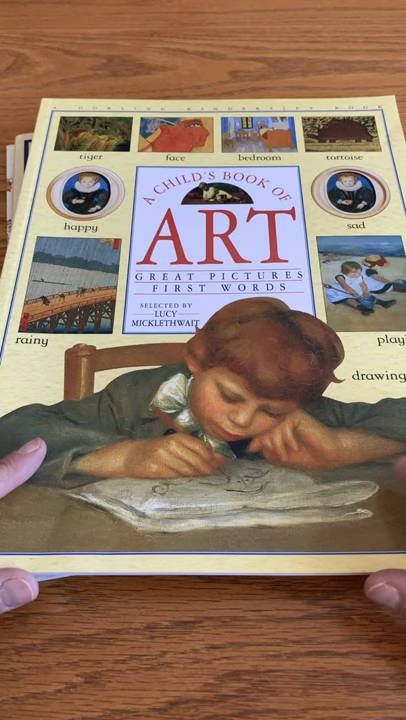 A DORLING KINDERSLEY BOOK
tiger face bedroom tortoise
A CHILD'S BOOK OF
ART
GREAT PICTURES
FIRST WORDS
SELECTED BY
LUCY
MICKLETHWAIT
happy sad
rainy play
drawing